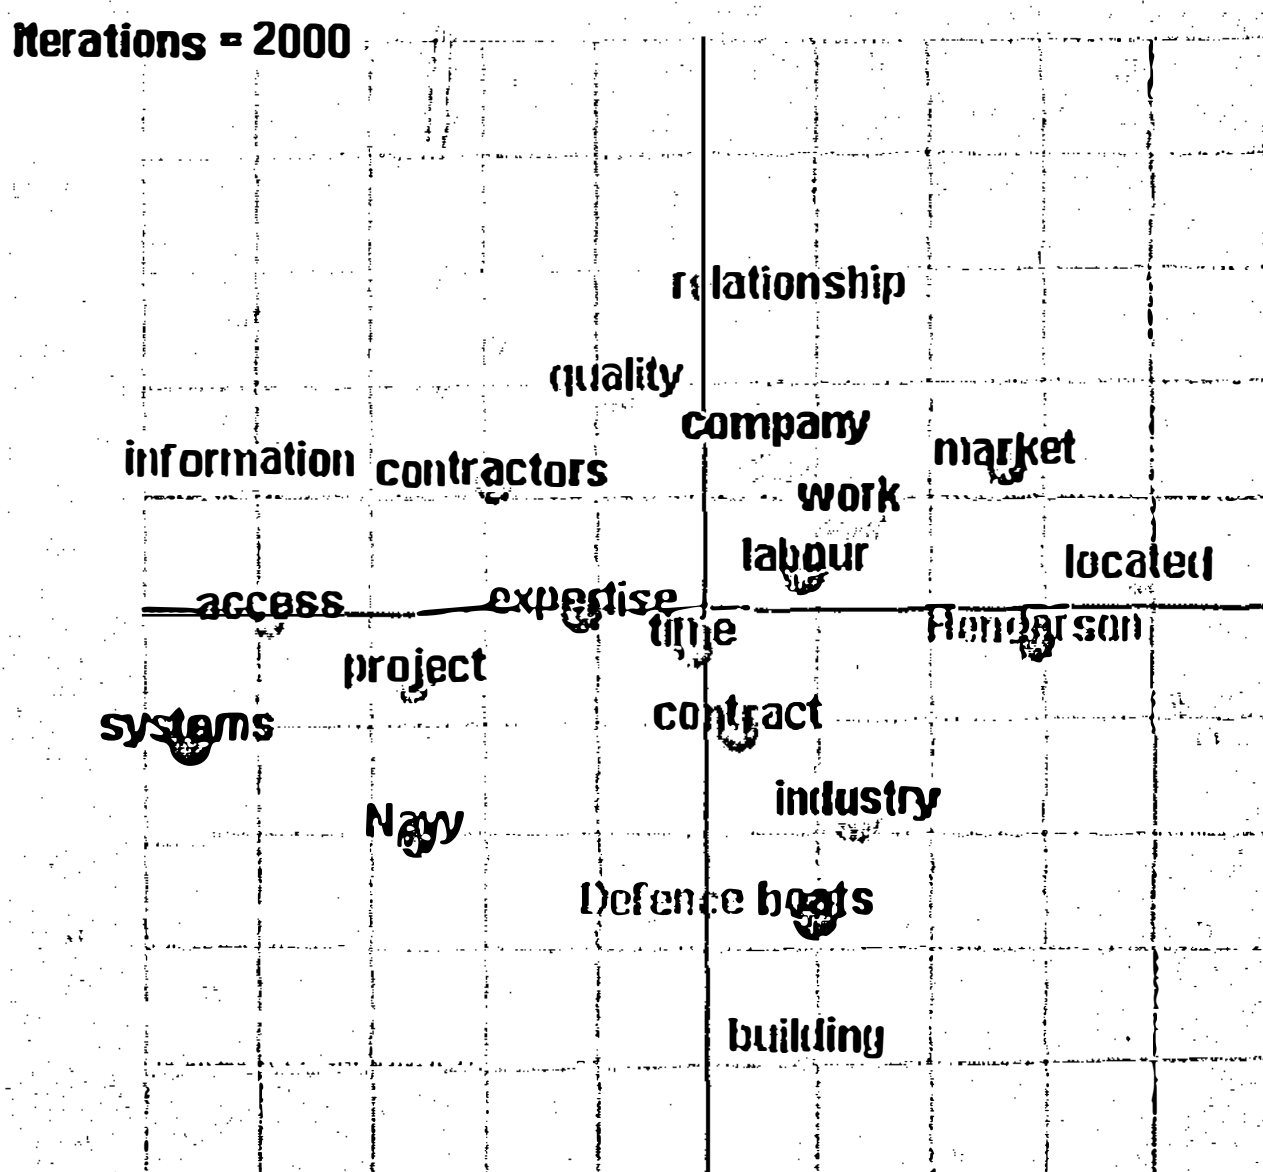 Iterations = 2000
relationship
quality
company
market
information
contractors
work
labour
located
access
expertise
time
Henderson
project
contract
systems
industry
Navy
Defence boats
building